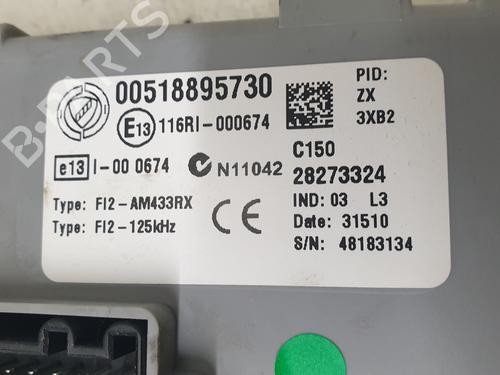 00518895730
E13 116RI-000674
e13 I-00 0674
N11042
Type: FI2-AM433RX
Type: FI2-125kHz
CE
PID:
ZX
3XB2
C150
28273324
IND: 03 L3
Date: 31510
S/N: 48183134
B-PARTS